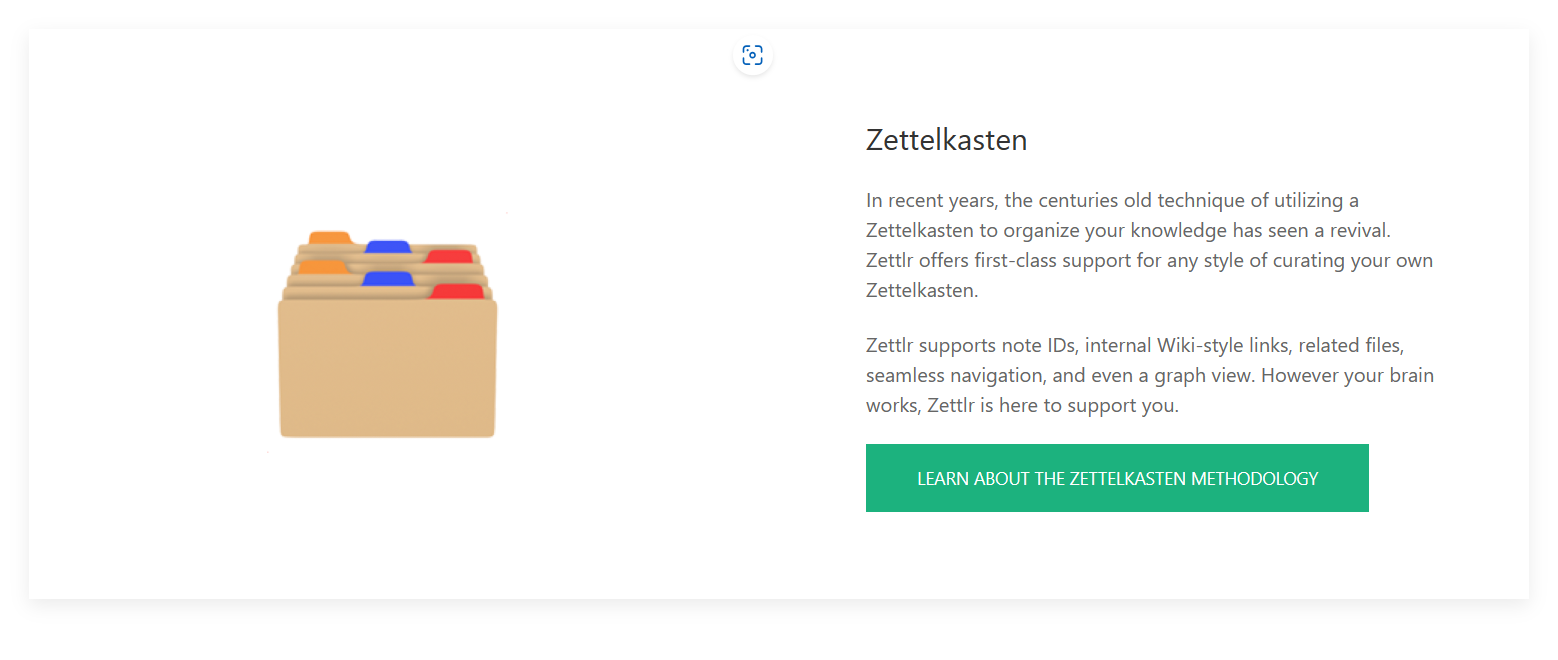 Zettelkasten
In recent years, the centuries old technique of utilizing a
Zettelkasten to organize your knowledge has seen a revival.
Zettlr offers first-class support for any style of curating your own
Zettelkasten.
Zettlr supports note IDs, internal Wiki-style links, related files,
seamless navigation, and even a graph view. However your brain
works, Zettlr is here to support you.
LEARN ABOUT THE ZETTELKASTEN METHODOLOGY